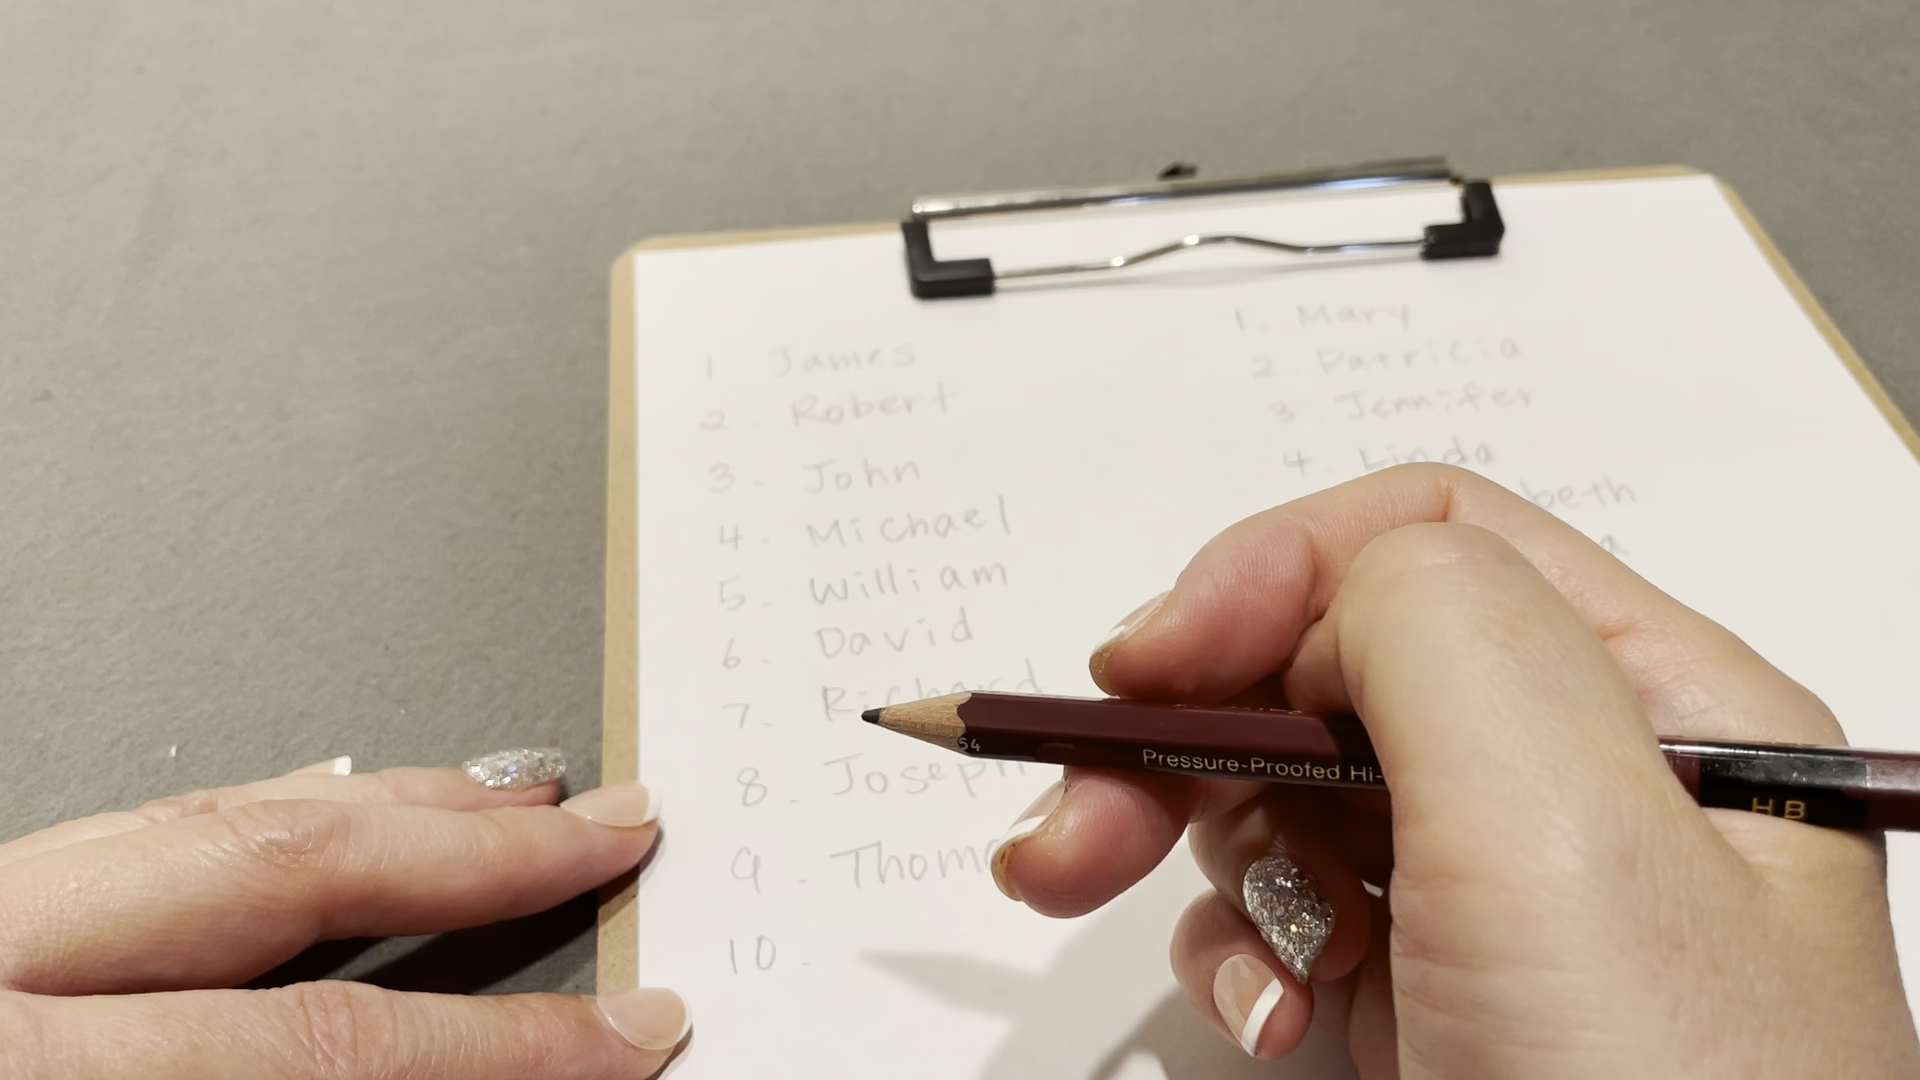 1 James
2. Robert
3. John
4. Michael
5. William
6. David
7. Richard
8. Joseph
9.
10.
1. Mary
2. Patricia
3. Jennifer
4. Linda
54
Pressure-Proofed Hi-
HB